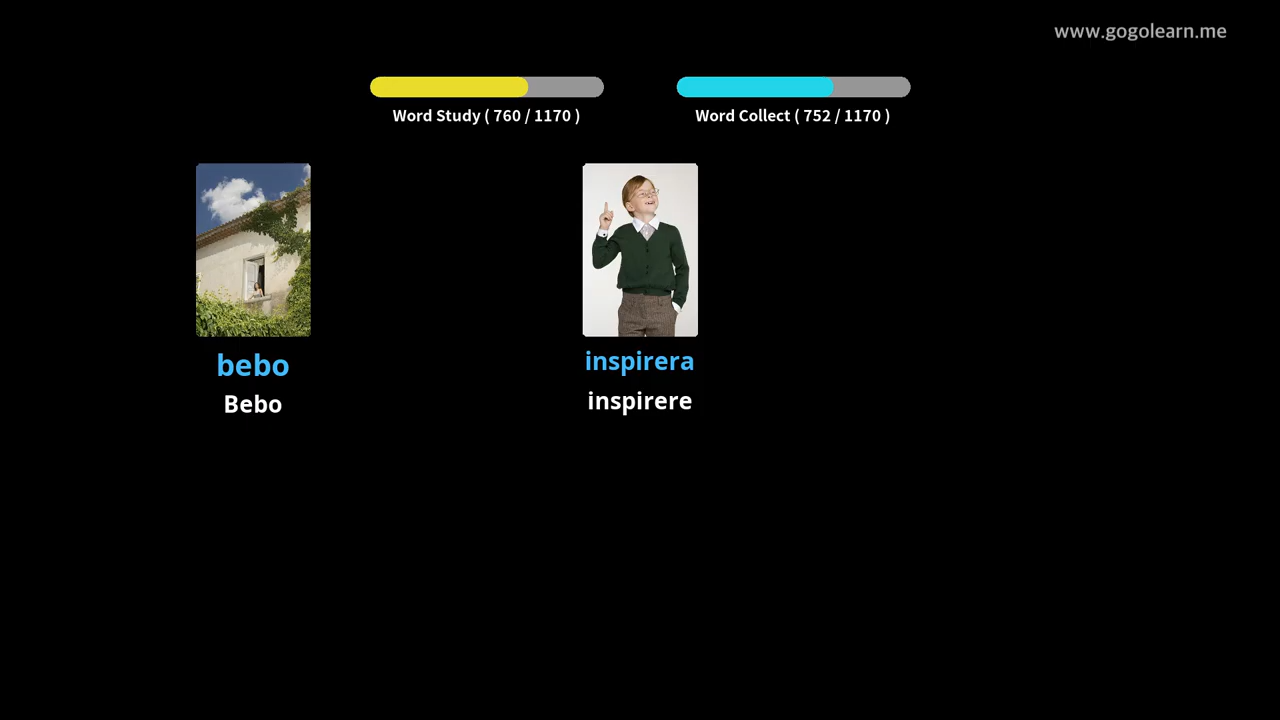 www.gogolearn.me
Word Study ( 760 / 1170 )
Word Collect ( 752 / 1170 )
bebo
Bebo
inspirera
inspirere